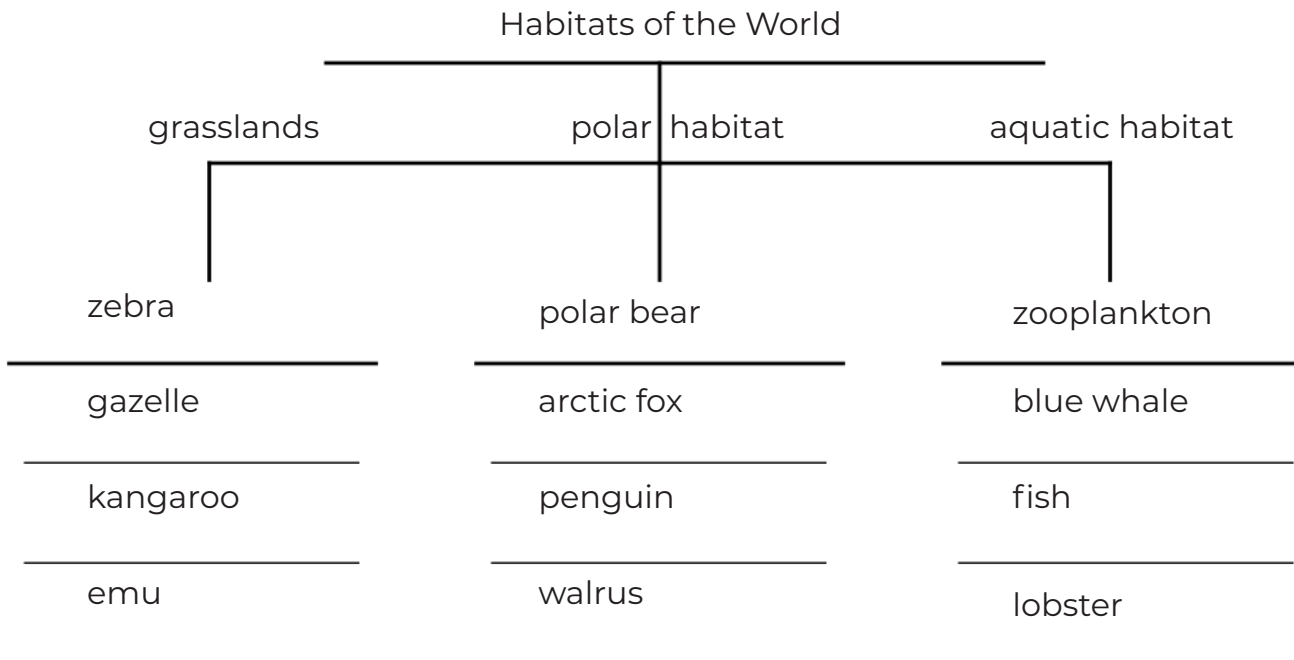 Habitats of the World
grasslands
polar habitat
aquatic habitat
zebra
gazelle
kangaroo
emu
polar bear
arctic fox
penguin
walrus
zooplankton
blue whale
fish
lobster